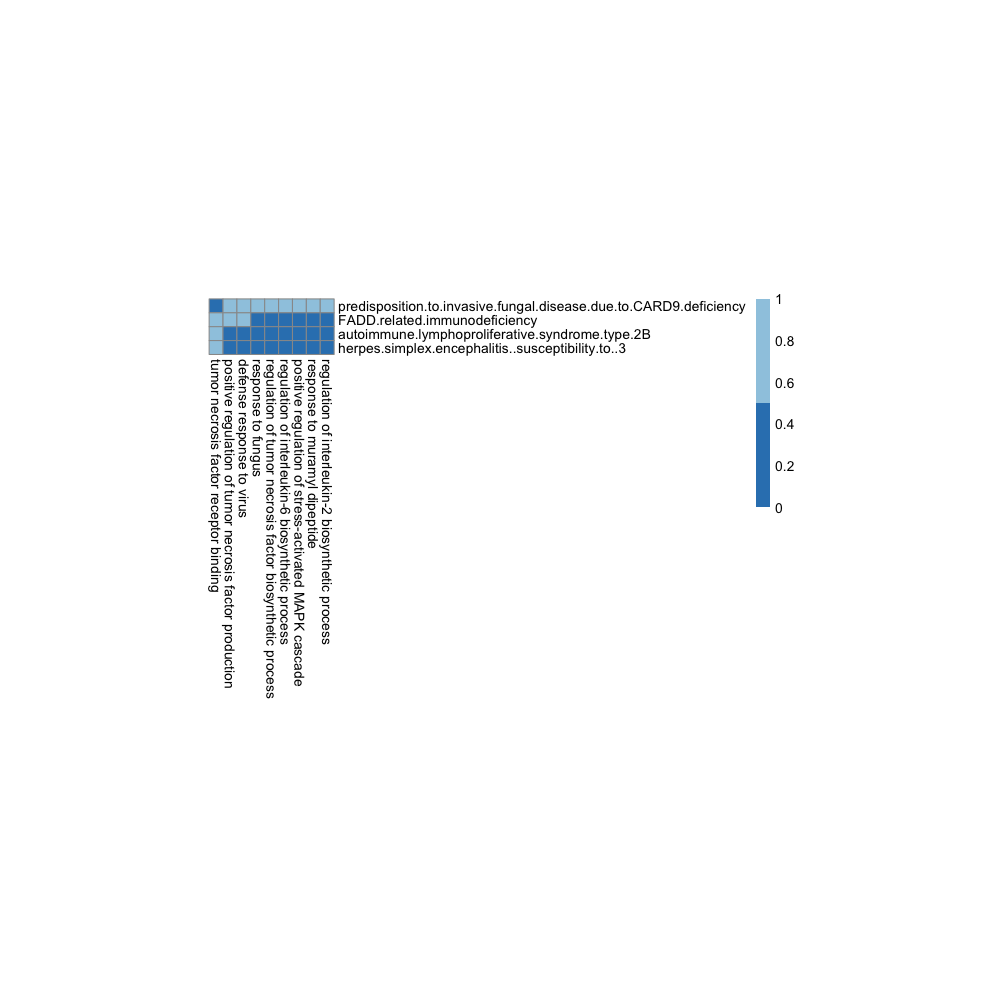 predisposition.to.invasive.fungal.disease.due.to.CARD9.deficiency
FADD.related.immunodeficiency
autoimmune.lymphoproliferative.syndrome.type.2B
herpes.simplex.encephalitis..susceptibility.to..3
tumor necrosis factor receptor binding
positive regulation of tumor necrosis factor production
defense response to virus
response to fungus
regulation of tumor necrosis factor biosynthetic process
regulation of interleukin-6 biosynthetic process
positive regulation of stress-activated MAPK cascade
response to muramyl dipeptide
regulation of interleukin-2 biosynthetic process
1
0.8
0.6
0.4
0.2
0